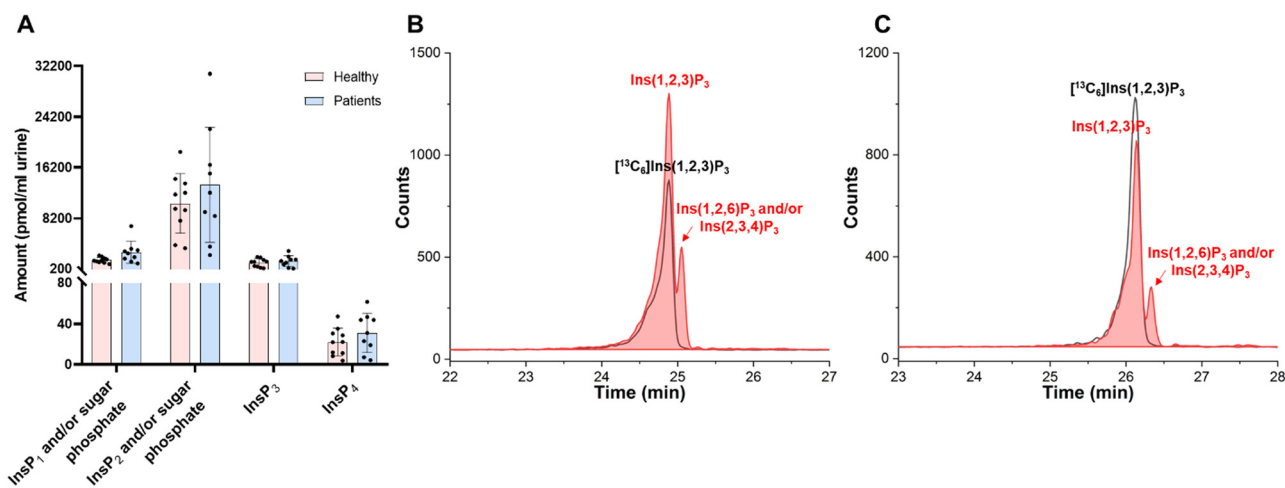 A
Amount (pmol/ml urine)
32200
24200
16200
8200
200
80
40
0
Healthy
Patients
InsP₁ and/or sugar
phosphate
InsP₂ and/or sugar
phosphate
InsP₃
InsP₄
B
Counts
1500
1000
500
0
Ins(1,2,3)P₃
[¹³C₆]Ins(1,2,3)P₃
Ins(1,2,6)P₃ and/or
Ins(2,3,4)P₃
22
23
24
25
26
27
Time (min)
C
Counts
1200
800
400
0
[¹³C₆]Ins(1,2,3)P₃
Ins(1,2,3)P₃
Ins(1,2,6)P₃ and/or
Ins(2,3,4)P₃
23
24
25
26
27
28
Time (min)